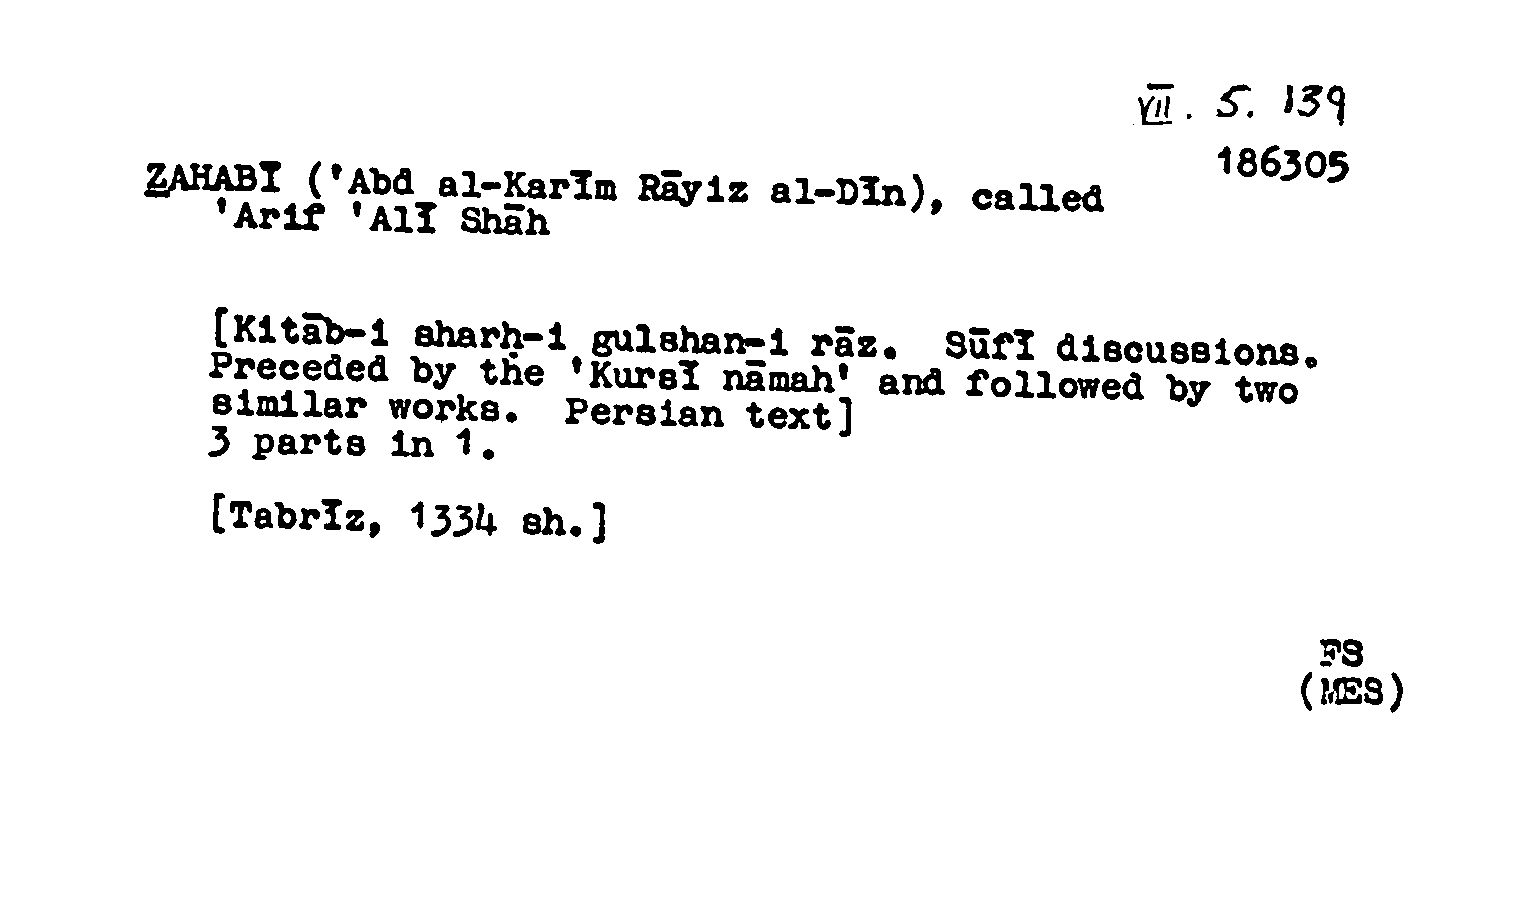 VII. 5. 139
186305
Z̲AHABĪ ('Abd al-Karīm Rāyiz al-Dīn), called
'Arif 'Alī Shāh
[Kitāb-i sharḥ-i gulshan-i rāz. Sūfī discussions.
Preceded by the 'Kursī nāmah' and followed by two
similar works. Persian text]
3 parts in 1.
[Tabrīz, 1334 sh.]
FS
(MES)